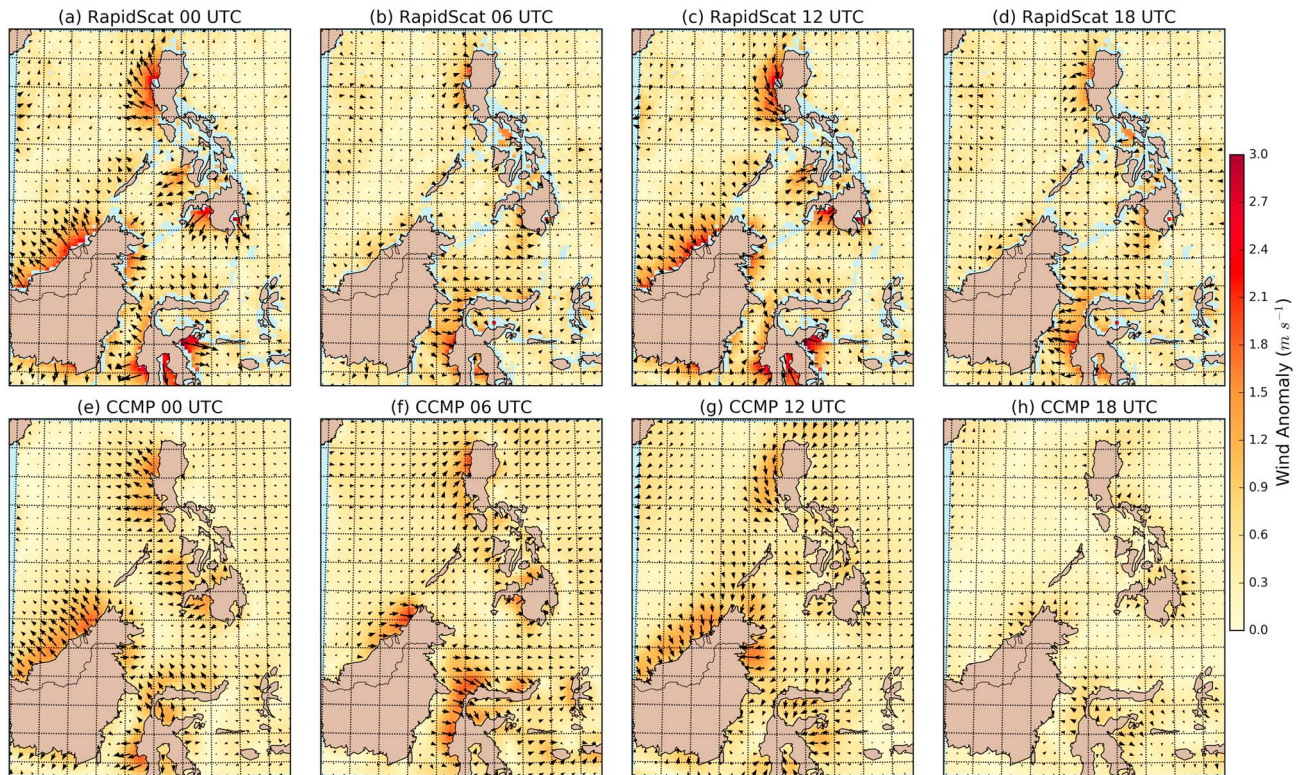 (a) RapidScat 00 UTC
(b) RapidScat 06 UTC
(c) RapidScat 12 UTC
(d) RapidScat 18 UTC
(e) CCMP 00 UTC
(f) CCMP 06 UTC
(g) CCMP 12 UTC
(h) CCMP 18 UTC
3.0
2.7
2.4
2.1
1.8
1.5
1.2
0.9
0.6
0.3
0.0
Wind Anomaly (m s⁻¹)